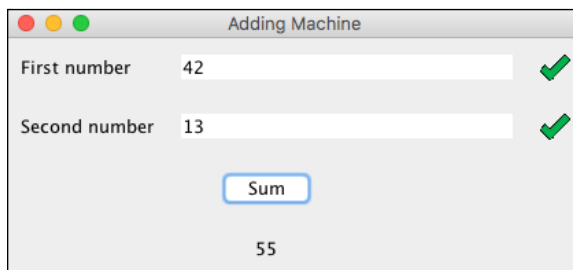 Adding Machine
First number 42
Second number 13
Sum
55